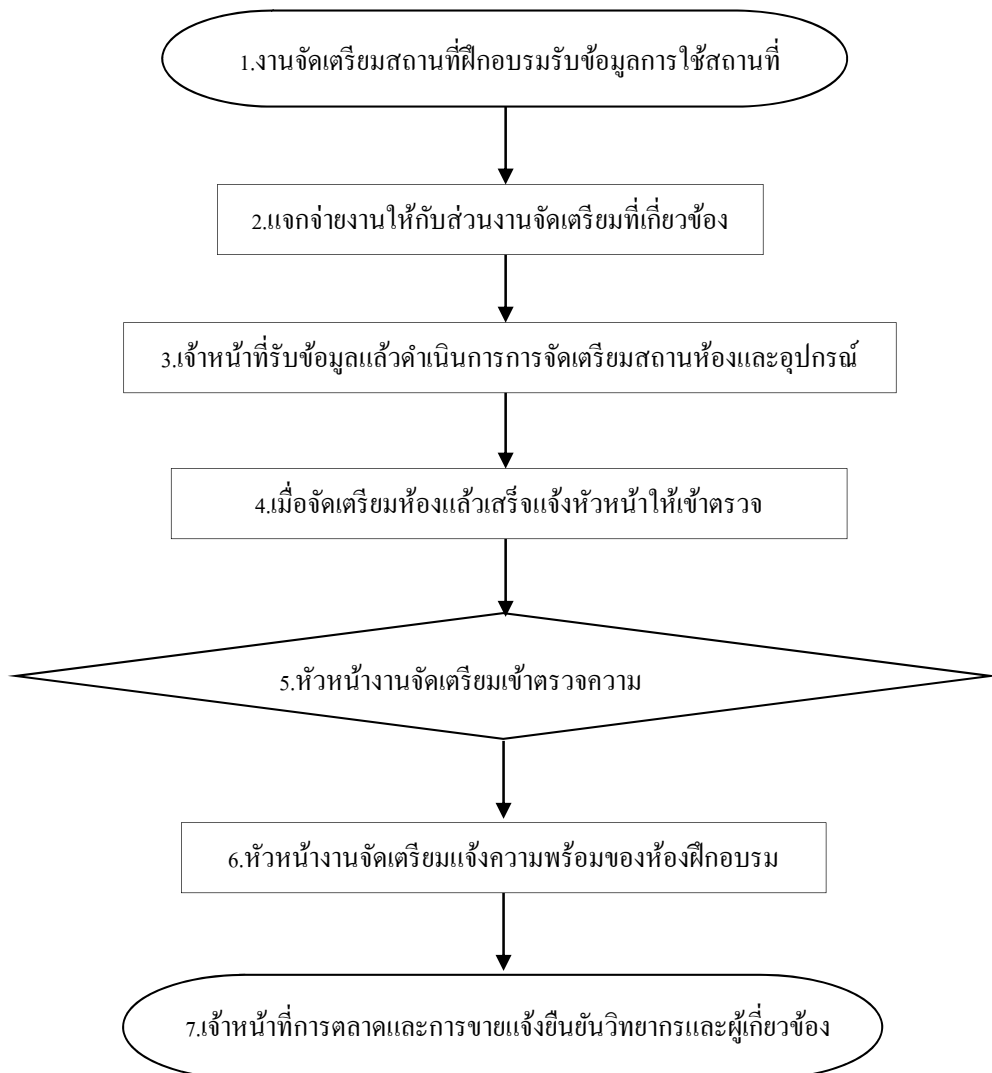 1.งานจัดเตรียมสถานที่ฝึกอบรมรับข้อมูลการใช้สถานที่
2.แจกจ่ายงานให้กับส่วนงานจัดเตรียมที่เกี่ยวข้อง
3.เจ้าหน้าที่รับข้อมูลแล้วดำเนินการการจัดเตรียมสถานห้องและอุปกรณ์
4.เมื่อจัดเตรียมห้องแล้วเสร็จแจ้งหัวหน้าให้เข้าตรวจ
5.หัวหน้างานจัดเตรียมเข้าตรวจความ
6.หัวหน้างานจัดเตรียมแจ้งความพร้อมของห้องฝึกอบรม
7.เจ้าหน้าที่การตลาดและการขายแจ้งยืนยันวิทยากรและผู้เกี่ยวข้อง